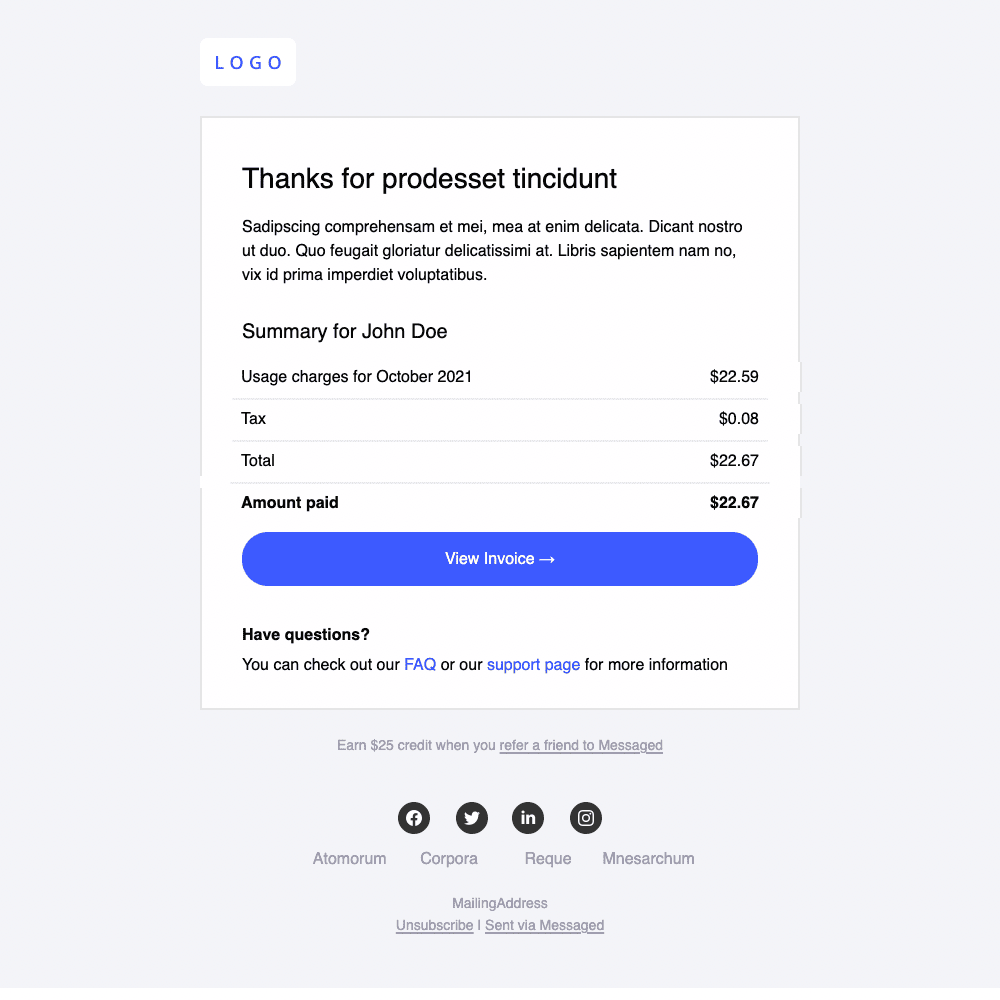 LOGO
Thanks for prodesset tincidunt
Sadipscing comprehensam et mei, mea at enim delicata. Dicant nostro
ut duo. Quo feugait gloriatur delicatissimi at. Libris sapientem nam no,
vix id prima imperdiet voluptatibus.
Summary for John Doe
Usage charges for October 2021 $22.59
Tax $0.08
Total $22.67
Amount paid $22.67
View Invoice →
Have questions?
You can check out our FAQ or our support page for more information
Earn $25 credit when you refer a friend to Messaged
in
Atomorum Corpora Reque Mnesarchum
MailingAddress
Unsubscribe | Sent via Messaged